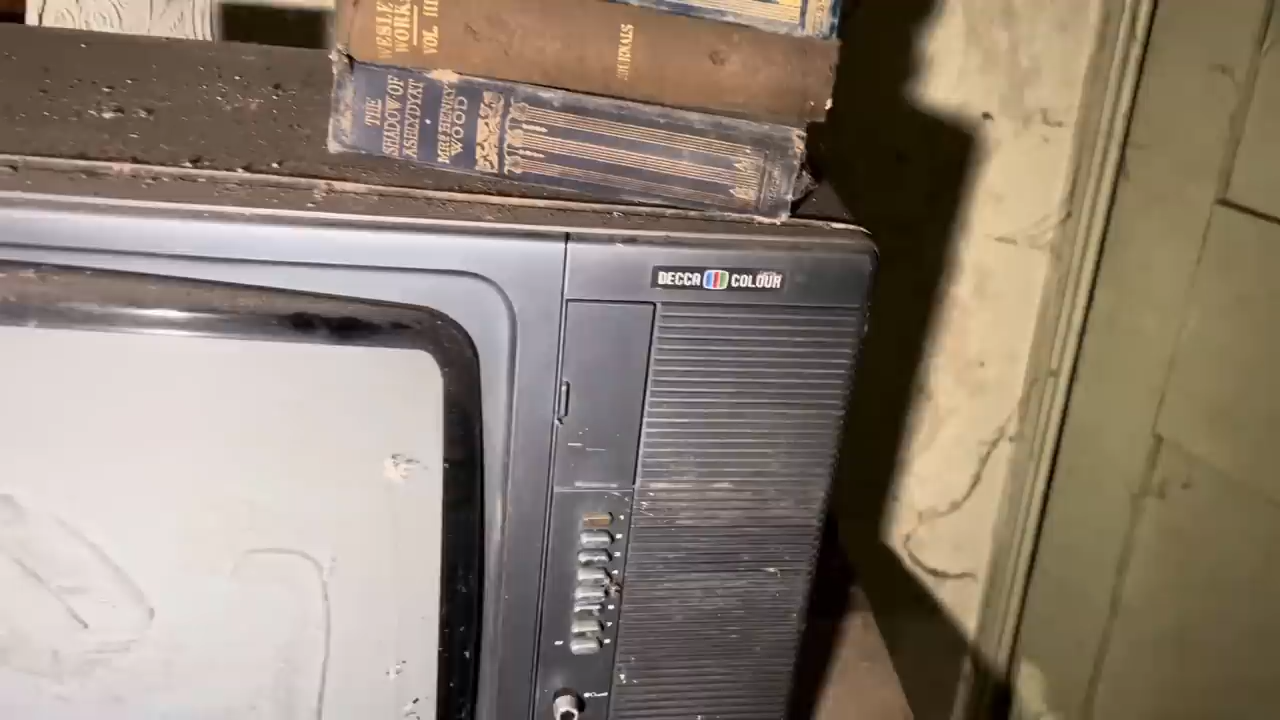 WESLEY
WORKS
VOL III
JOURNALS
THE
SHADOW OF
ASHLYDYAT
MRS HENRY
WOOD
DECCA COLOUR